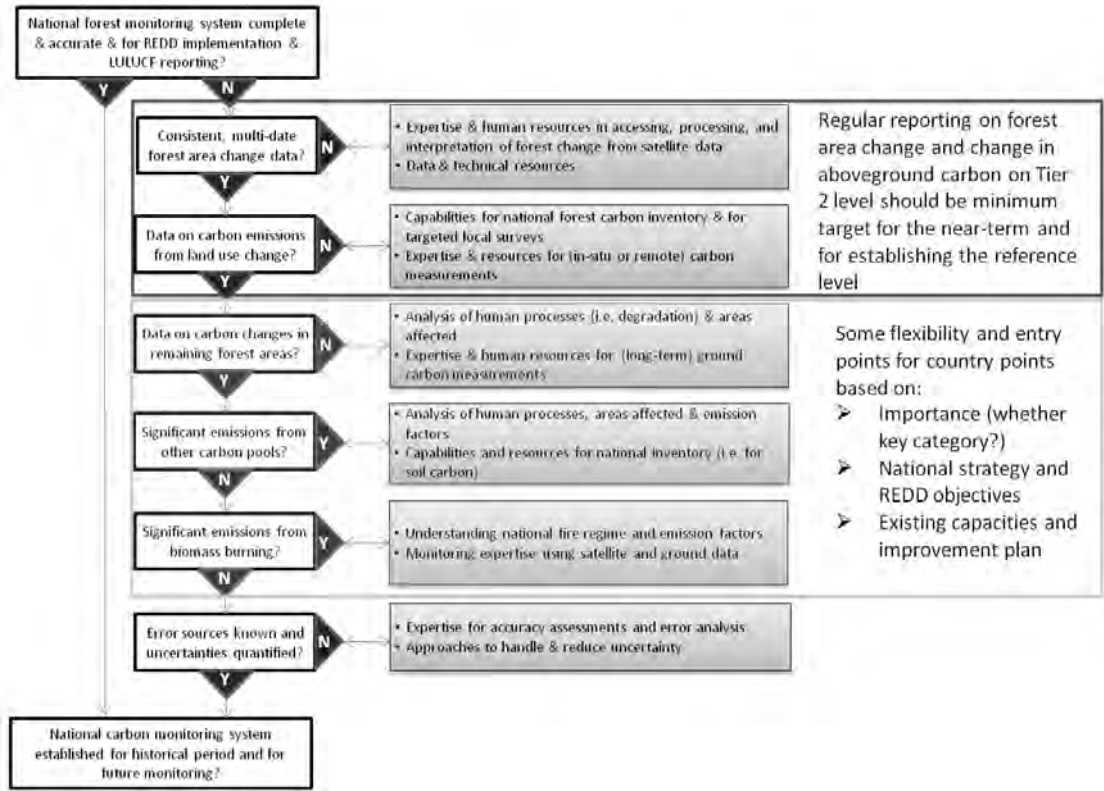 National forest monitoring system complete
& accurate & for REDD implementation &
LULUCF reporting?
Y
N
Consistent, multi-date
forest area change data?
N
Y
• Expertise & human resources in accessing, processing, and
interpretation of forest change from satellite data
• Data & technical resources
Regular reporting on forest
area change and change in
aboveground carbon on Tier
2 level should be minimum
target for the near-term and
for establishing the reference
level
Data on carbon emissions
from land use change?
N
Y
• Capabilities for national forest carbon inventory & for
targeted local surveys
• Expertise & resources for (in-situ or remote) carbon
measurements
Data on carbon changes in
remaining forest areas?
N
Y
• Analysis of human processes (i.e. degradation) & areas
affected
• Expertise & human resources for (long-term) ground
carbon measurements
Some flexibility and entry
points for country points
based on:
➢ Importance (whether
key category?)
➢ National strategy and
REDD objectives
➢ Existing capacities and
improvement plan
Significant emissions from
other carbon pools?
Y
N
• Analysis of human processes, areas affected & emission
factors
• Capabilities and resources for national inventory (i.e. for
soil carbon)
Significant emissions from
biomass burning?
Y
N
• Understanding national fire regime and emission factors
• Monitoring expertise using satellite and ground data
Error sources known and
uncertainties quantified?
N
Y
• Expertise for accuracy assessments and error analysis
• Approaches to handle & reduce uncertainty
National carbon monitoring system
established for historical period and for
future monitoring?